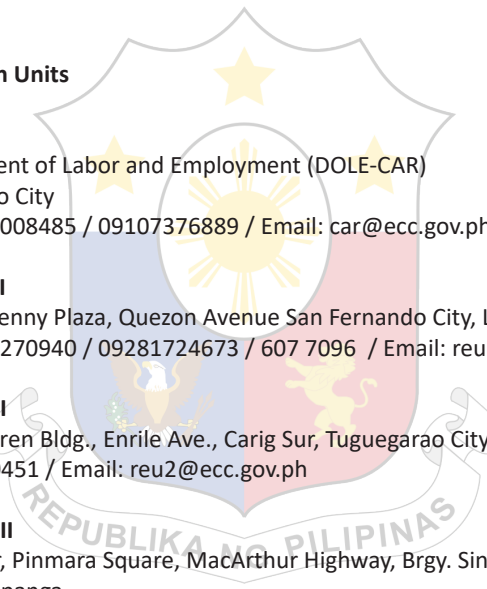 n Units
ent of Labor and Employment (DOLE-CAR)
o City
008485 / 09107376889 / Email: car@ecc.gov.ph
I
enny Plaza, Quezon Avenue San Fernando City, L
270940 / 09281724673 / 607 7096 / Email: reu
I
ren Bldg., Enrile Ave., Carig Sur, Tuguegarao City
0451 / Email: reu2@ecc.gov.ph
II
, Pinmara Square, MacArthur Highway, Brgy. Sin
REPUBLIKA NG PILIPINAS